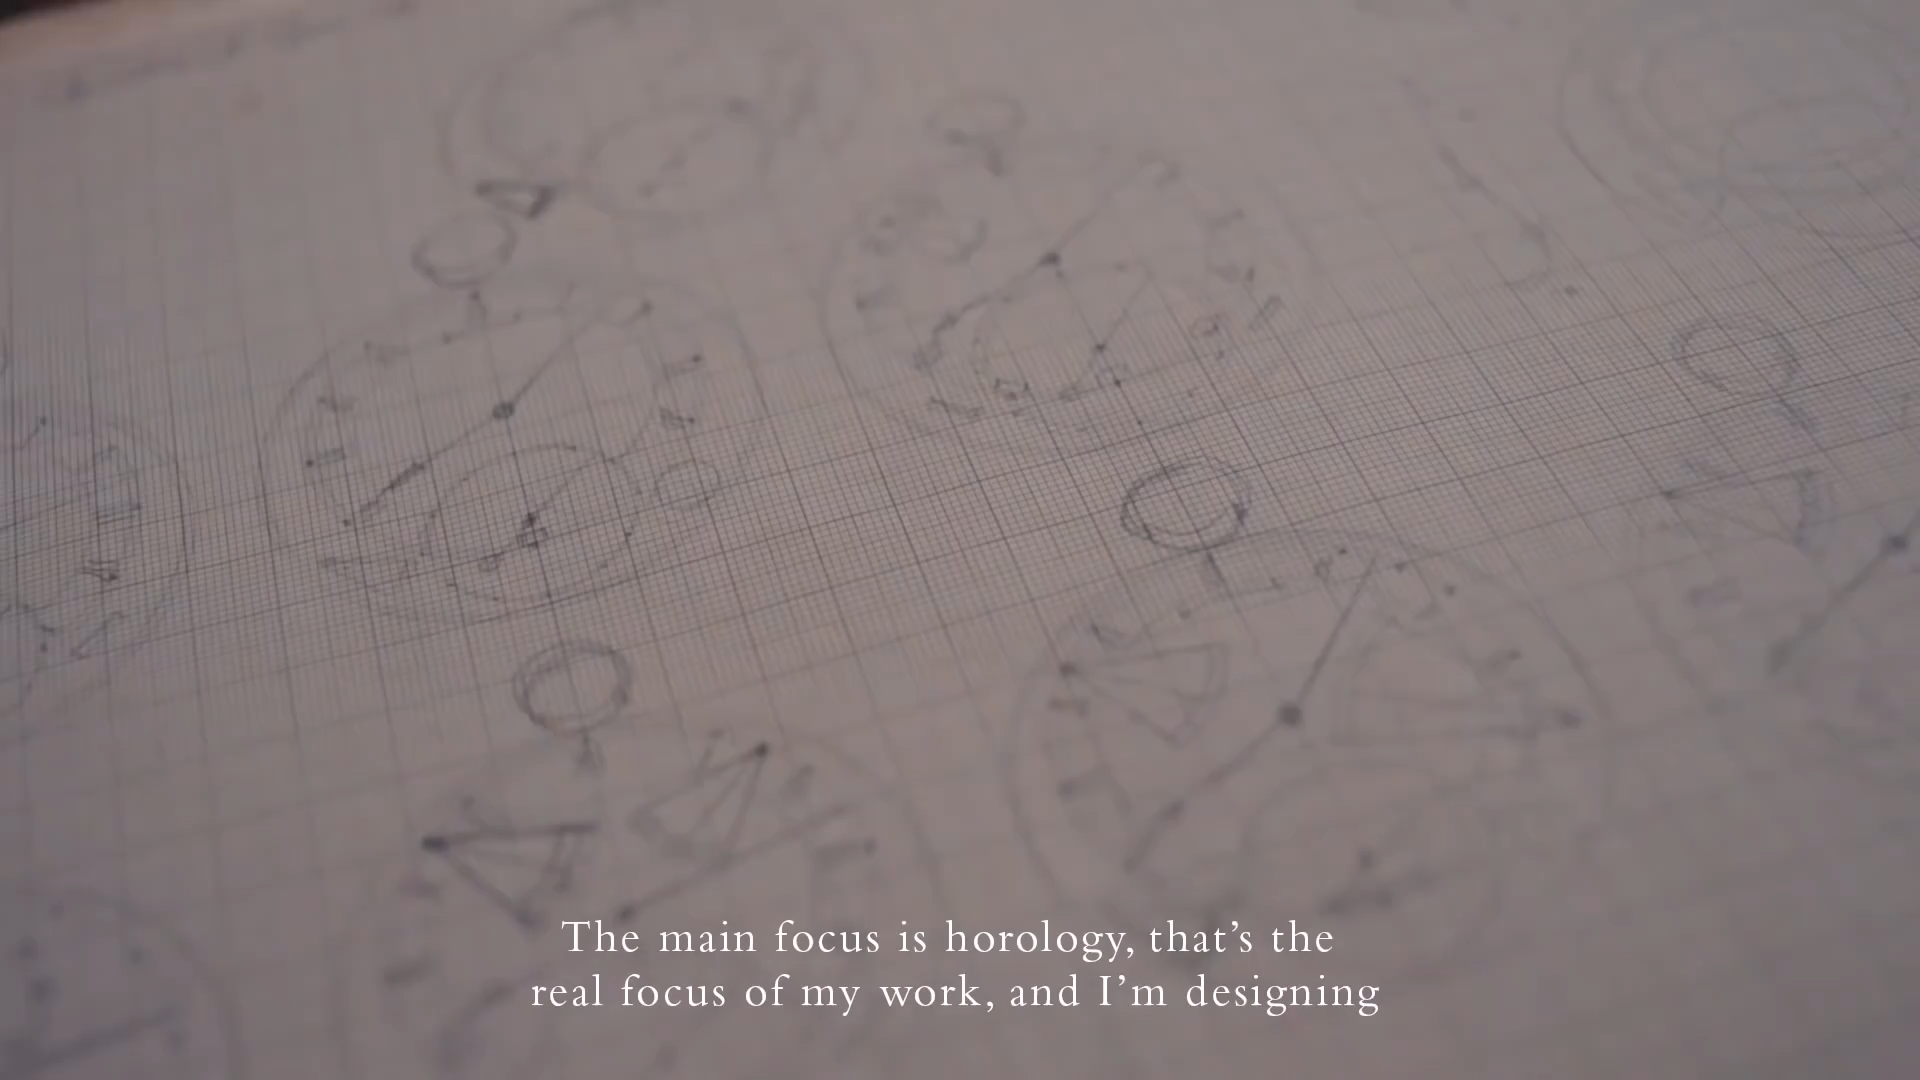 The main focus is horology, that’s the
real focus of my work, and I’m designing